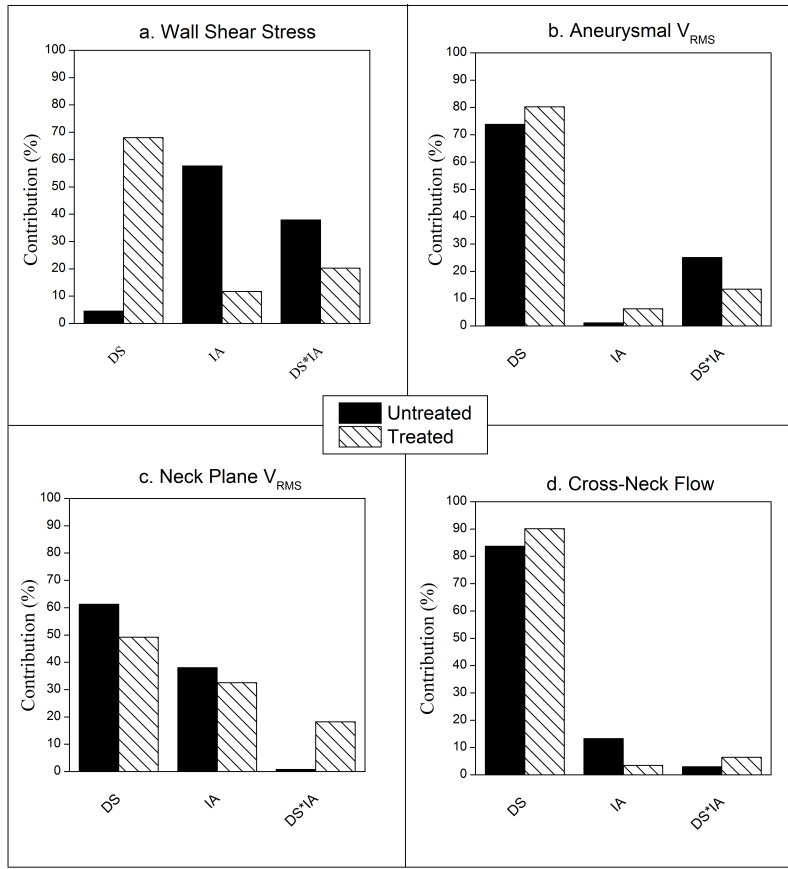 a. Wall Shear Stress
100
90
80
70
60
50
40
30
20
10
0
Contribution (%)
DS
IA
DS*IA
b. Aneurysmal V_RMS
100
90
80
70
60
50
40
30
20
10
0
Contribution (%)
DS
IA
DS*IA
Untreated
Treated
c. Neck Plane V_RMS
100
90
80
70
60
50
40
30
20
10
0
Contribution (%)
DS
IA
DS*IA
d. Cross-Neck Flow
100
90
80
70
60
50
40
30
20
10
0
Contribution (%)
DS
IA
DS*IA